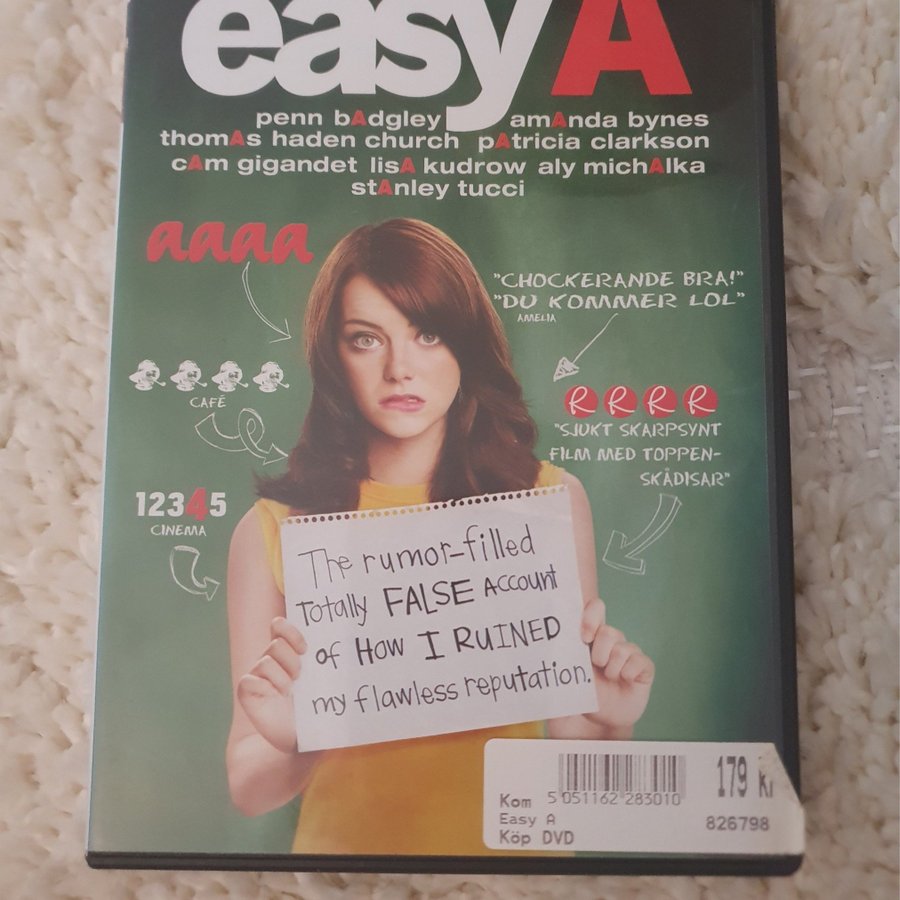 easy A
penn bAdgley amAnda bynes
thomAs haden church pAtricia clarkson
cAm gigandet lisA kudrow aly michAlka
stAnley tucci
aaaa
"CHOCKERANDE BRA!"
"DU KOMMER LOL"
AMELIA
CAFÉ
R R R R
"SJUKT SKARPSYNT
FILM MED TOPPEN-
SKÅDISAR"
12345
CINEMA
The rumor-filled
Totally FALSE Account
of How I RUINED
my flawless reputation.
179 kr
Kom 5 051162 283010
Easy A 826798
Köp DVD